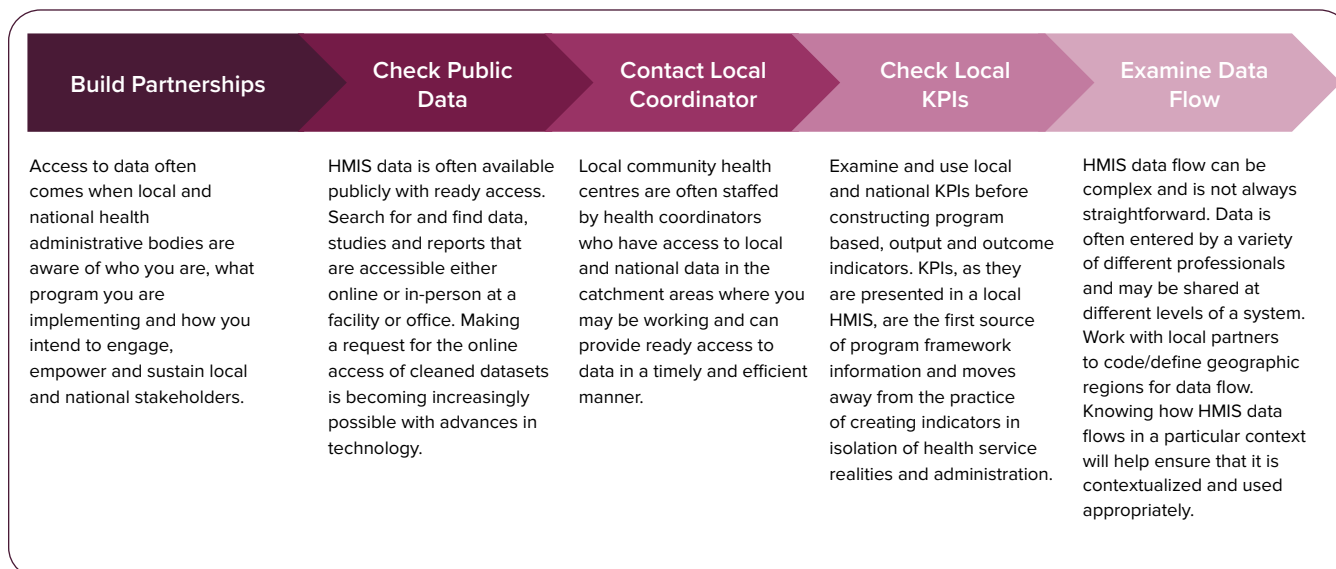 Build Partnerships
Check Public
Data
Contact Local
Coordinator
Check Local
KPIs
Examine Data
Flow
Access to data often
comes when local and
national health
administrative bodies are
aware of who you are, what
program you are
implementing and how you
intend to engage,
empower and sustain local
and national stakeholders.
HMIS data is often available
publicly with ready access.
Search for and find data,
studies and reports that
are accessible either
online or in-person at a
facility or office. Making
a request for the online
access of cleaned datasets
is becoming increasingly
possible with advances in
technology.
Local community health
centres are often staffed
by health coordinators
who have access to local
and national data in the
catchment areas where you
may be working and can
provide ready access to
data in a timely and efficient
manner.
Examine and use local
and national KPIs before
constructing program
based, output and outcome
indicators. KPIs, as they
are presented in a local
HMIS, are the first source
of program framework
information and moves
away from the practice
of creating indicators in
isolation of health service
realities and administration.
HMIS data flow can be
complex and is not always
straightforward. Data is
often entered by a variety
of different professionals
and may be shared at
different levels of a system.
Work with local partners
to code/define geographic
regions for data flow.
Knowing how HMIS data
flows in a particular context
will help ensure that it is
contextualized and used
appropriately.